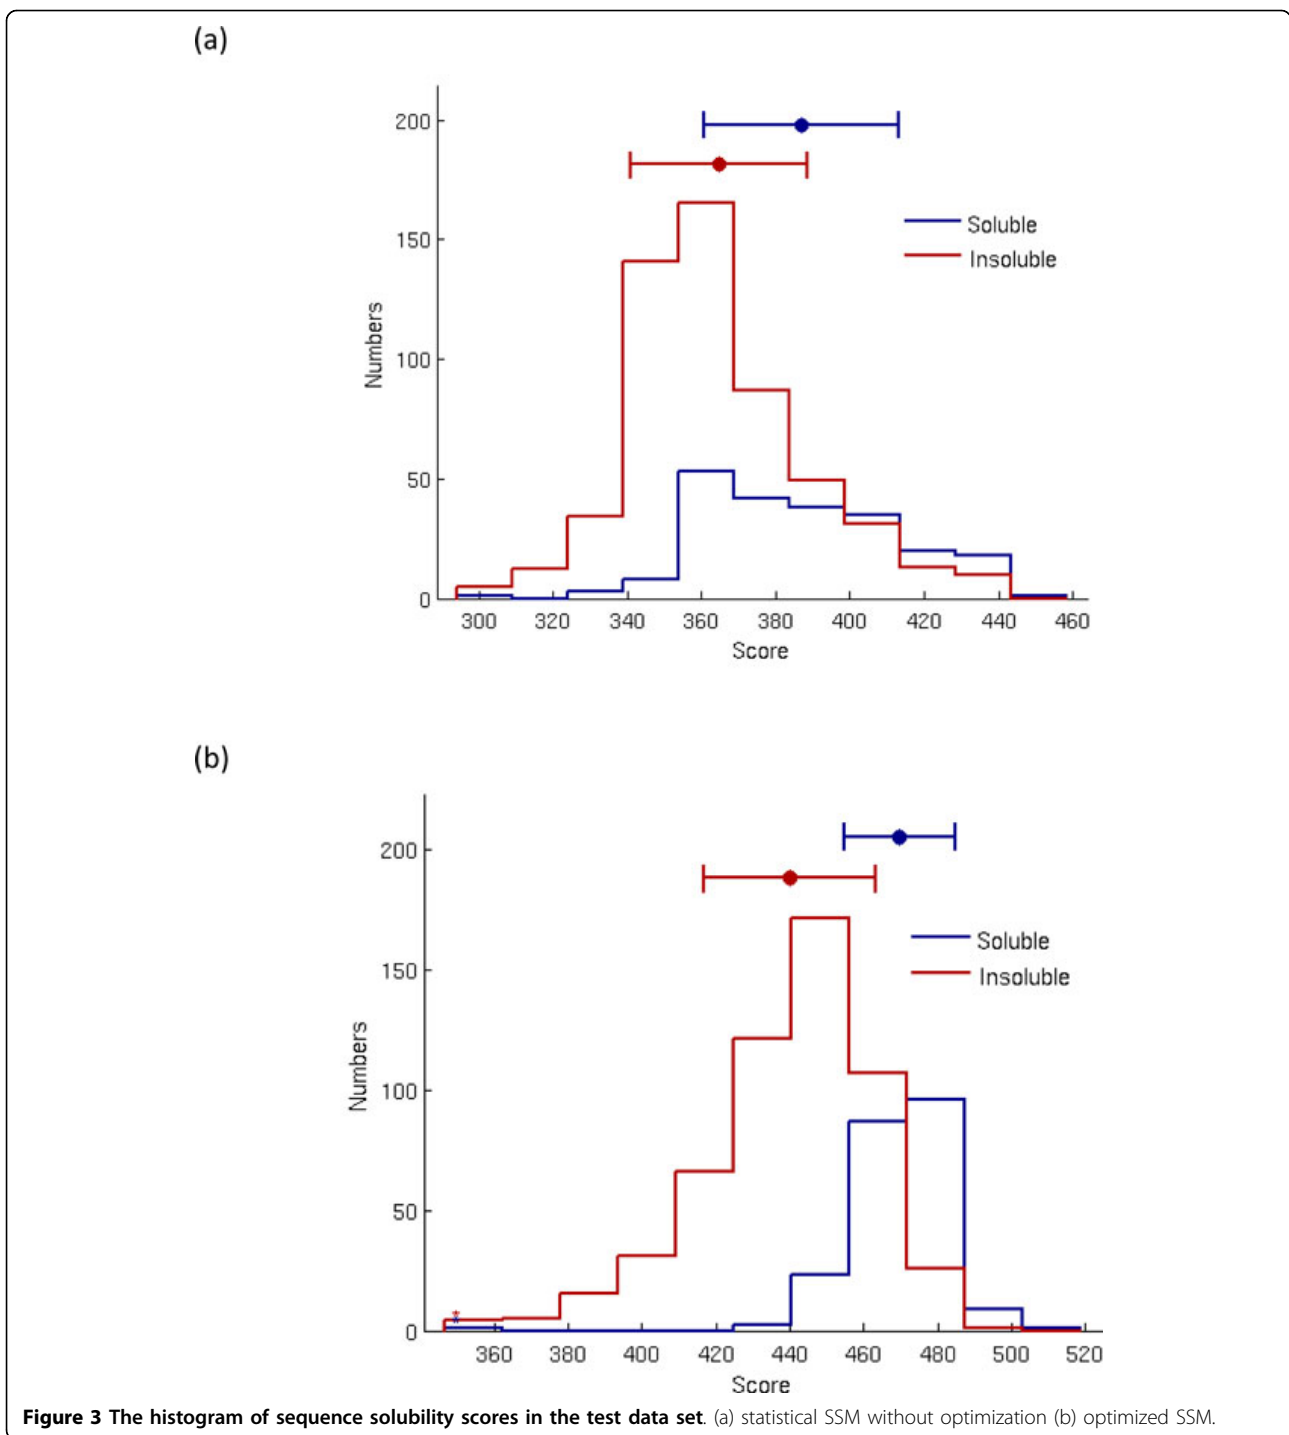 (a)
200
150
100
50
0
Numbers
Soluble
Insoluble
300 320 340 360 380 400 420 440 460
Score
(b)
200
150
100
50
0
Numbers
Soluble
Insoluble
*
*
360 380 400 420 440 460 480 500 520
Score
Figure 3 The histogram of sequence solubility scores in the test data set. (a) statistical SSM without optimization (b) optimized SSM.